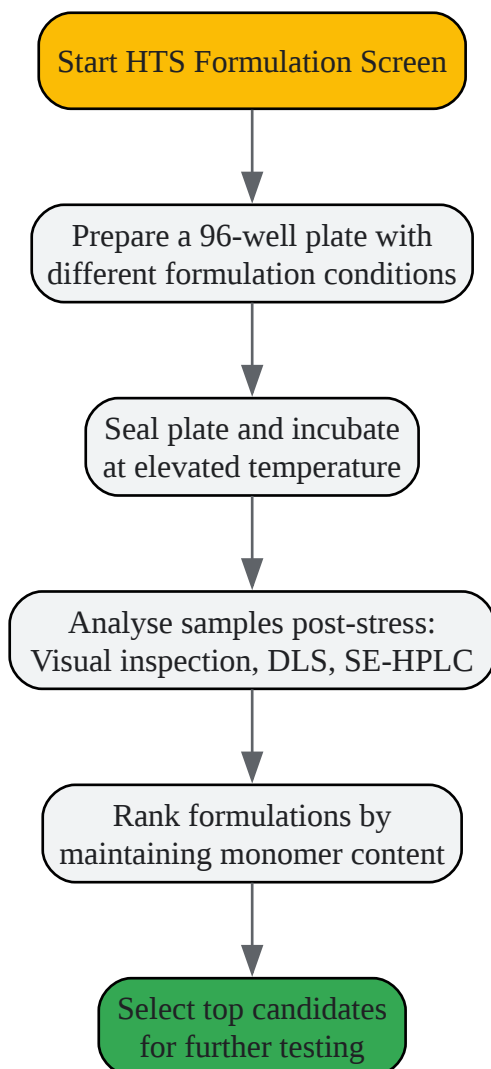 Start HTS Formulation Screen
Prepare a 96-well plate with
different formulation conditions
Seal plate and incubate
at elevated temperature
Analyse samples post-stress:
Visual inspection, DLS, SE-HPLC
Rank formulations by
maintaining monomer content
Select top candidates
for further testing